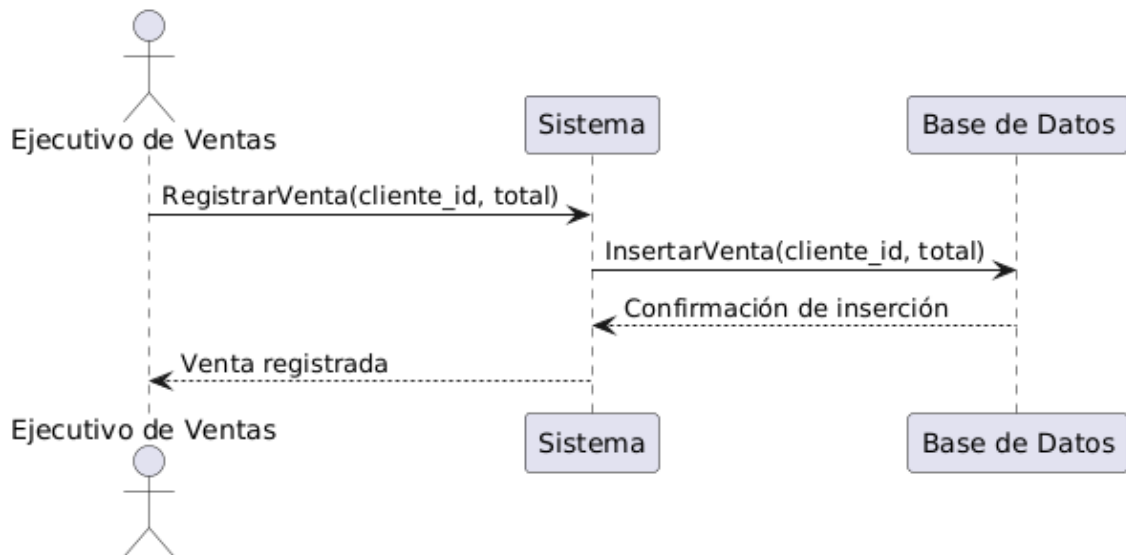 Ejecutivo de Ventas
Sistema
Base de Datos
RegistrarVenta(cliente_id, total)
InsertarVenta(cliente_id, total)
Confirmación de inserción
Venta registrada
Ejecutivo de Ventas
Sistema
Base de Datos